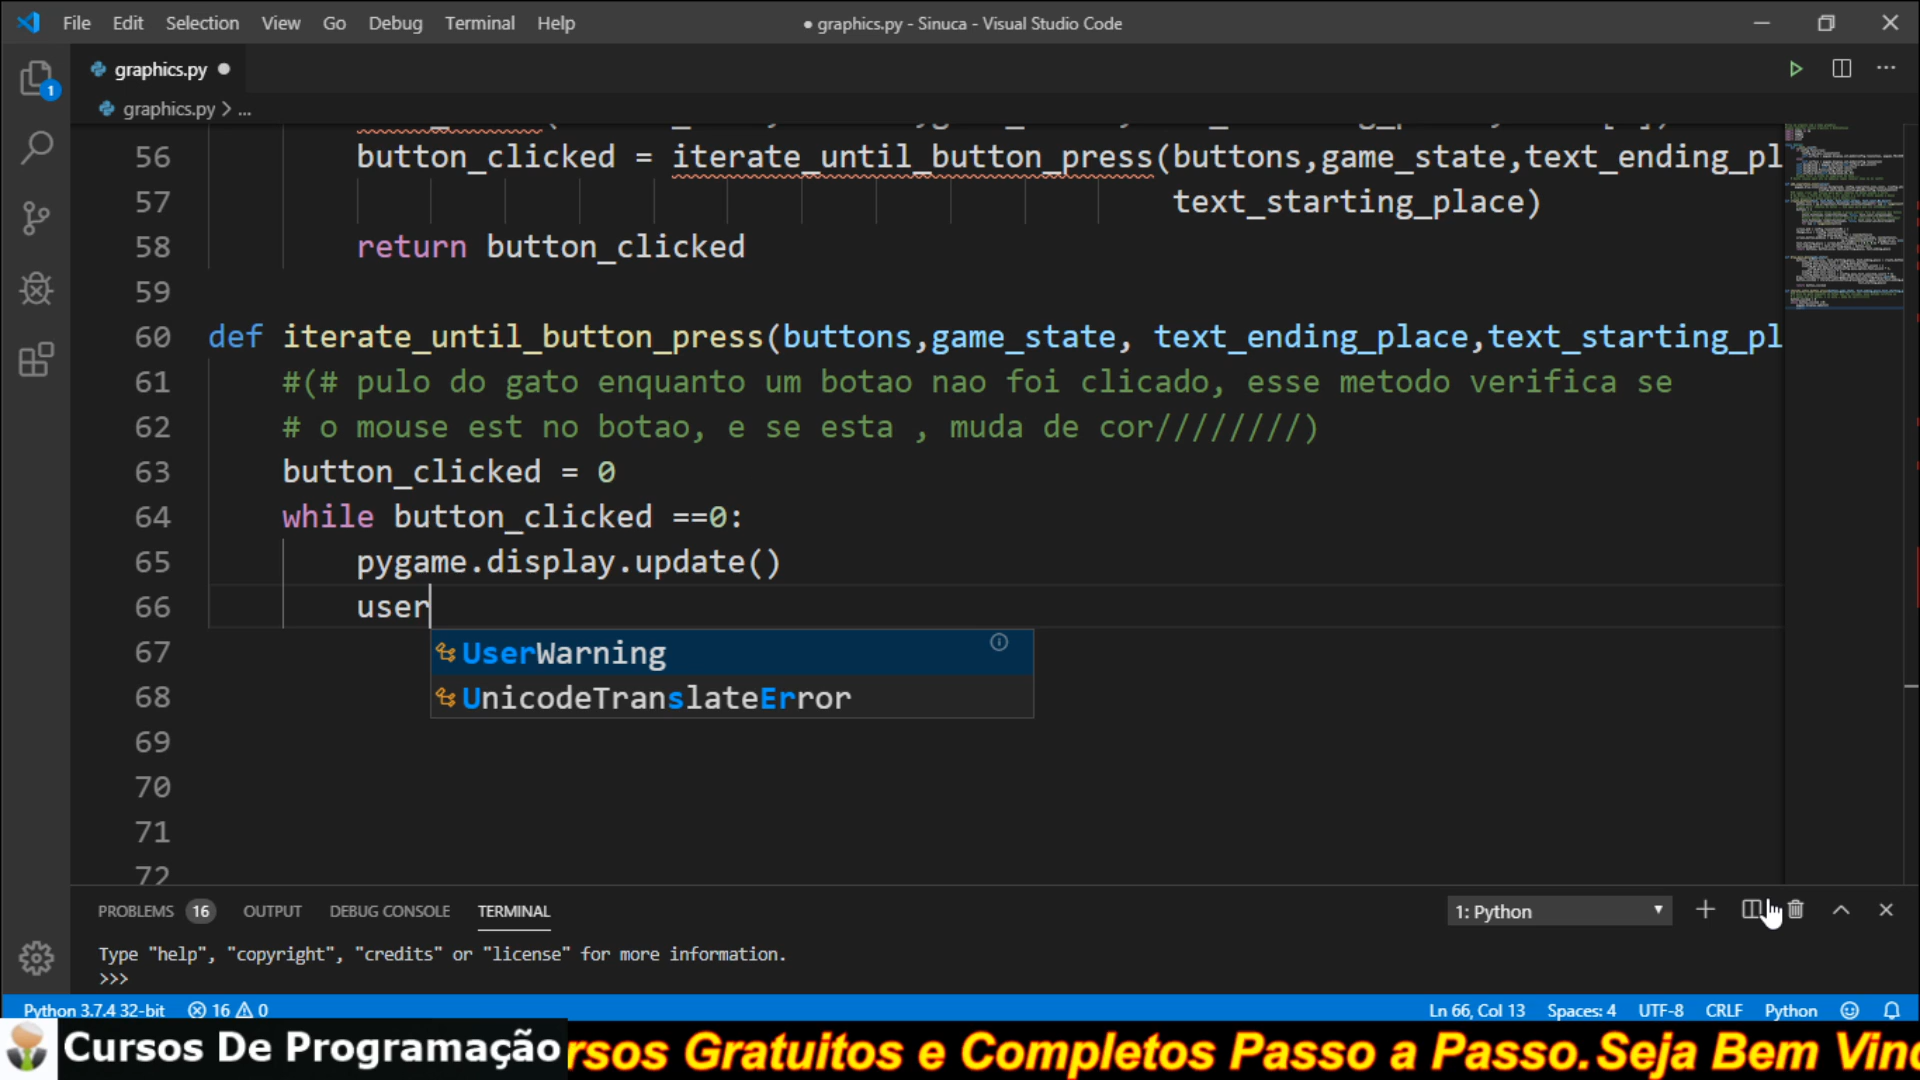 File Edit Selection View Go Debug Terminal Help
● graphics.py - Sinuca - Visual Studio Code
1
graphics.py
graphics.py > ...
56 button_clicked = iterate_until_button_press(buttons,game_state,text_ending_pl
57 text_starting_place)
58 return button_clicked
59
60 def iterate_until_button_press(buttons,game_state, text_ending_place,text_starting_pl
61 #(# pulo do gato enquanto um botao nao foi clicado, esse metodo verifica se
62 # o mouse est no botao, e se esta , muda de cor////////)
63 button_clicked = 0
64 while button_clicked ==0:
65 pygame.display.update()
66 user
UserWarning
67
UnicodeTranslateError
68
69
70
71
72
PROBLEMS 16 OUTPUT DEBUG CONSOLE TERMINAL
1: Python
Type "help", "copyright", "credits" or "license" for more information.
>>>
Python 3.7.4 32-bit 16 0
Ln 66, Col 13 Spaces: 4 UTF-8 CRLF Python
Cursos De Programação
rsos Gratuitos e Completos Passo a Passo. Seja Bem Vind